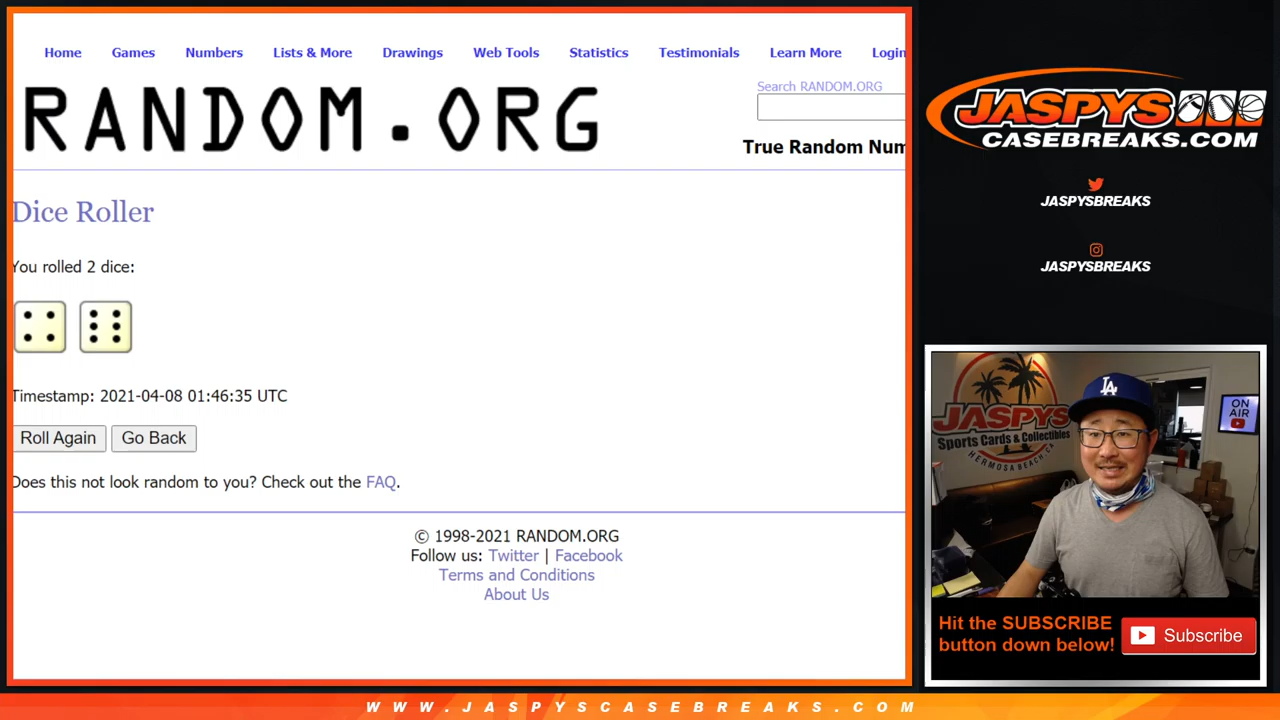 Home Games Numbers Lists & More Drawings Web Tools Statistics Testimonials Learn More Login
RANDOM.ORG
Search RANDOM.ORG
True Random Num
Dice Roller
You rolled 2 dice:
Timestamp: 2021-04-08 01:46:35 UTC
Roll Again Go Back
Does this not look random to you? Check out the FAQ.
© 1998-2021 RANDOM.ORG
Follow us: Twitter | Facebook
Terms and Conditions
About Us
JASPYS
CASEBREAKS.COM
JASPYSBREAKS
JASPYSBREAKS
JASPYS
Sports Cards & Collectibles
HERMOSA BEACH, CA
LA
ON
AIR
Hit the SUBSCRIBE
button down below!
Subscribe
WWW.JASPYSCASEBREAKS.COM